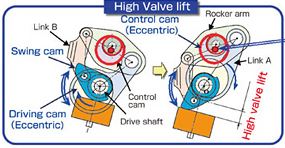 High Valve lift
Link B
Control cam
(Eccentric)
Rocker arm
Swing cam
Link A
Driving cam
(Eccentric)
Control
cam
Drive shaft
High valve lift